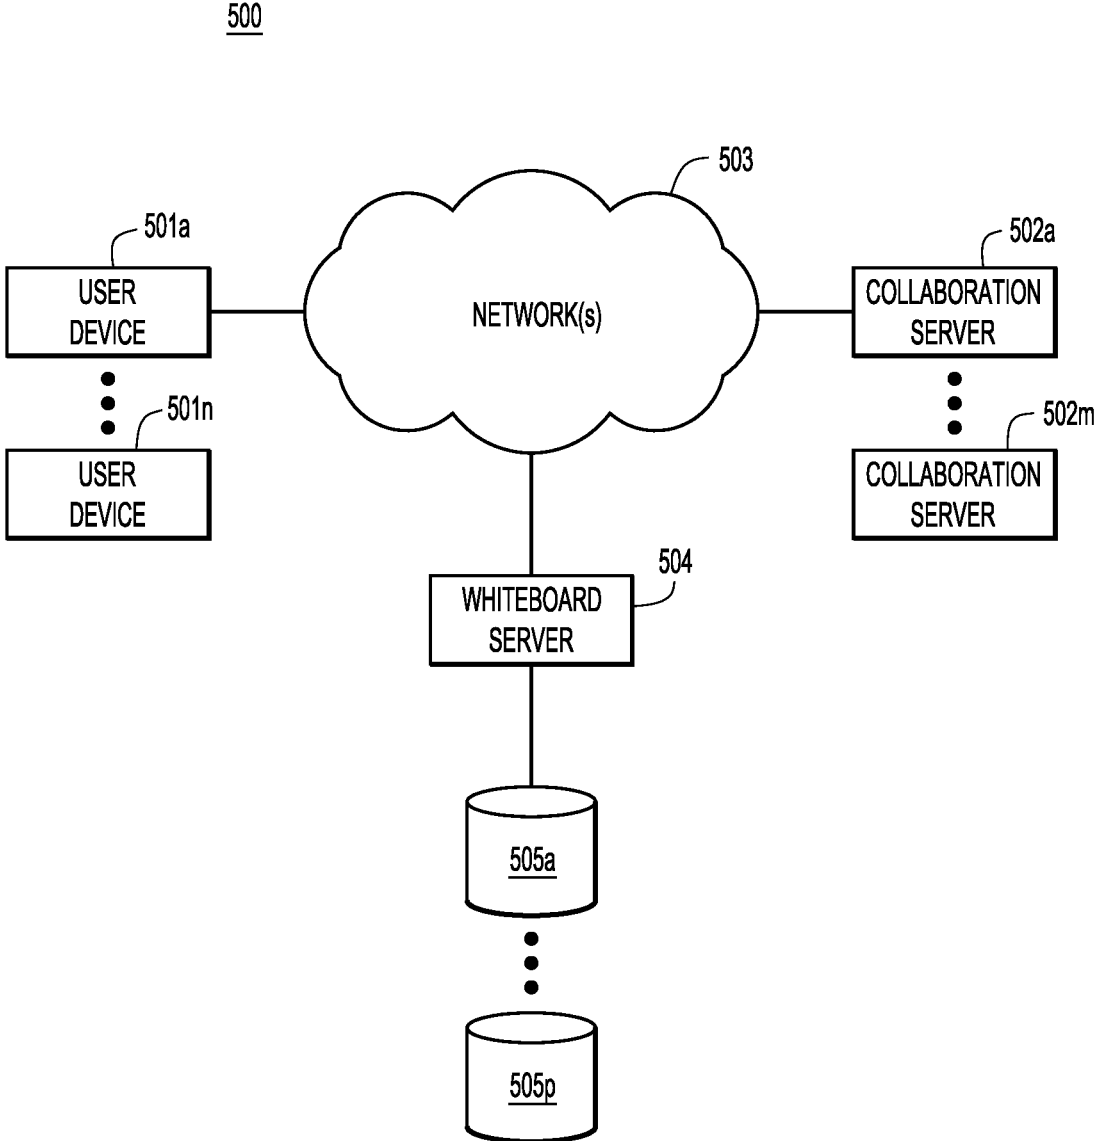 500
503
501a
502a
USER
DEVICE
NETWORK(s)
COLLABORATION
SERVER
501n
502m
USER
DEVICE
COLLABORATION
SERVER
504
WHITEBOARD
SERVER
505a
505p